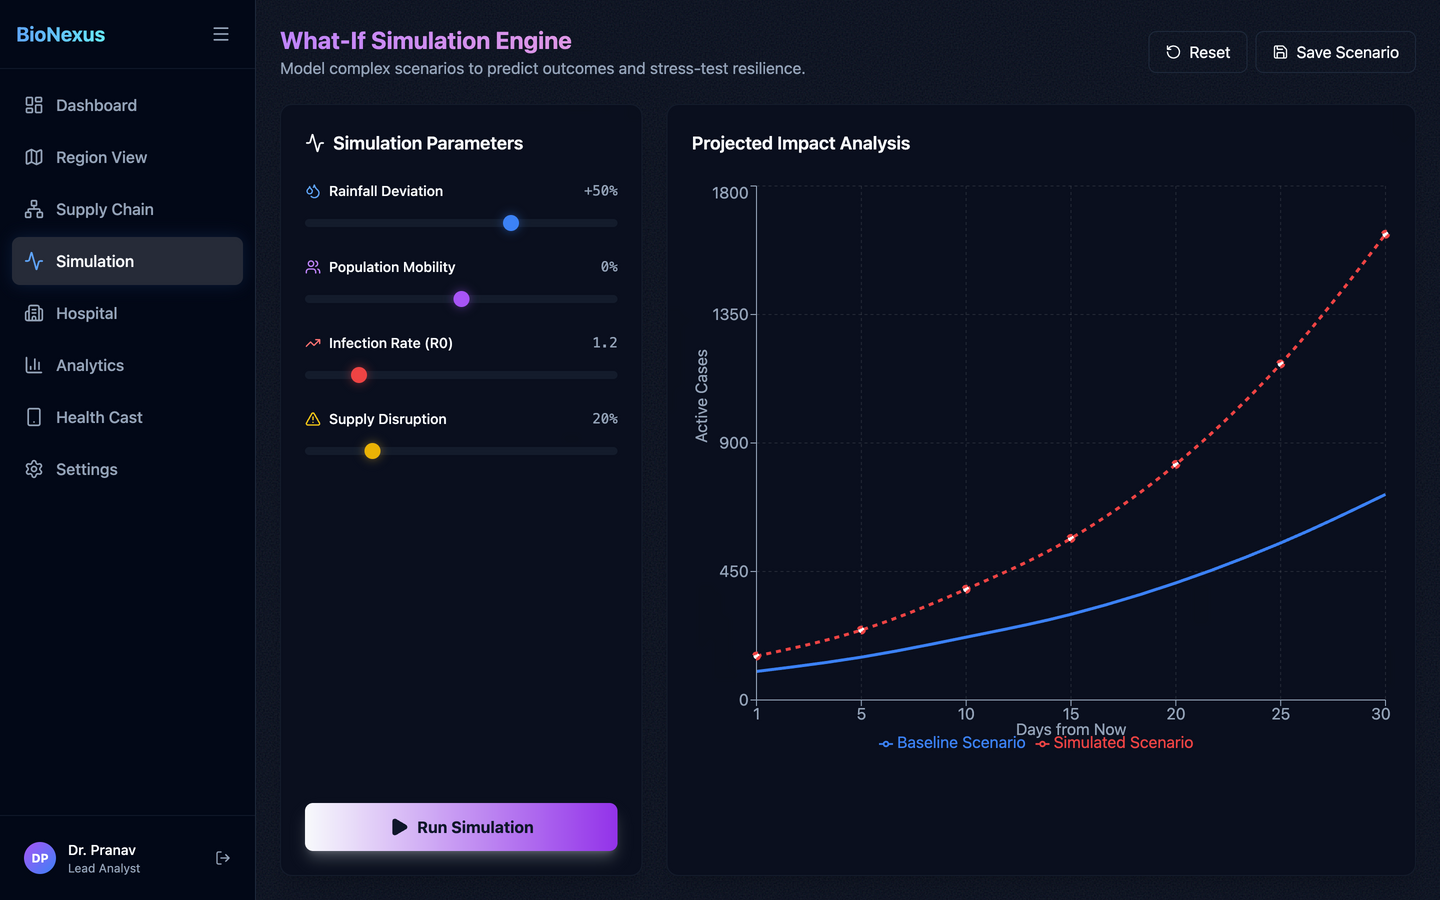 BioNexus
Dashboard
Region View
Supply Chain
Simulation
Hospital
Analytics
Health Cast
Settings
DP
Dr. Pranav
Lead Analyst
What-If Simulation Engine
Model complex scenarios to predict outcomes and stress-test resilience.
Reset
Save Scenario
Simulation Parameters
Rainfall Deviation +50%
Population Mobility 0%
Infection Rate (R0) 1.2
Supply Disruption 20%
Run Simulation
Projected Impact Analysis
1800
1350
900
450
0
Active Cases
1 5 10 15 20 25 30
Days from Now
Baseline Scenario Simulated Scenario